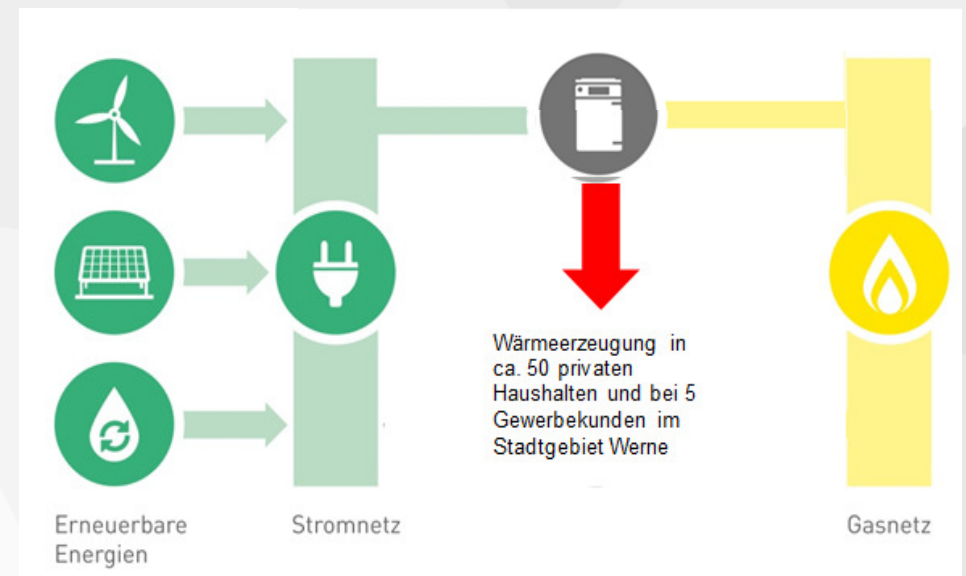 Wärmeerzeugung in
ca. 50 privaten
Haushalten und bei 5
Gewerbekunden im
Stadtgebiet Werne
Erneuerbare
Energien
Stromnetz
Gasnetz